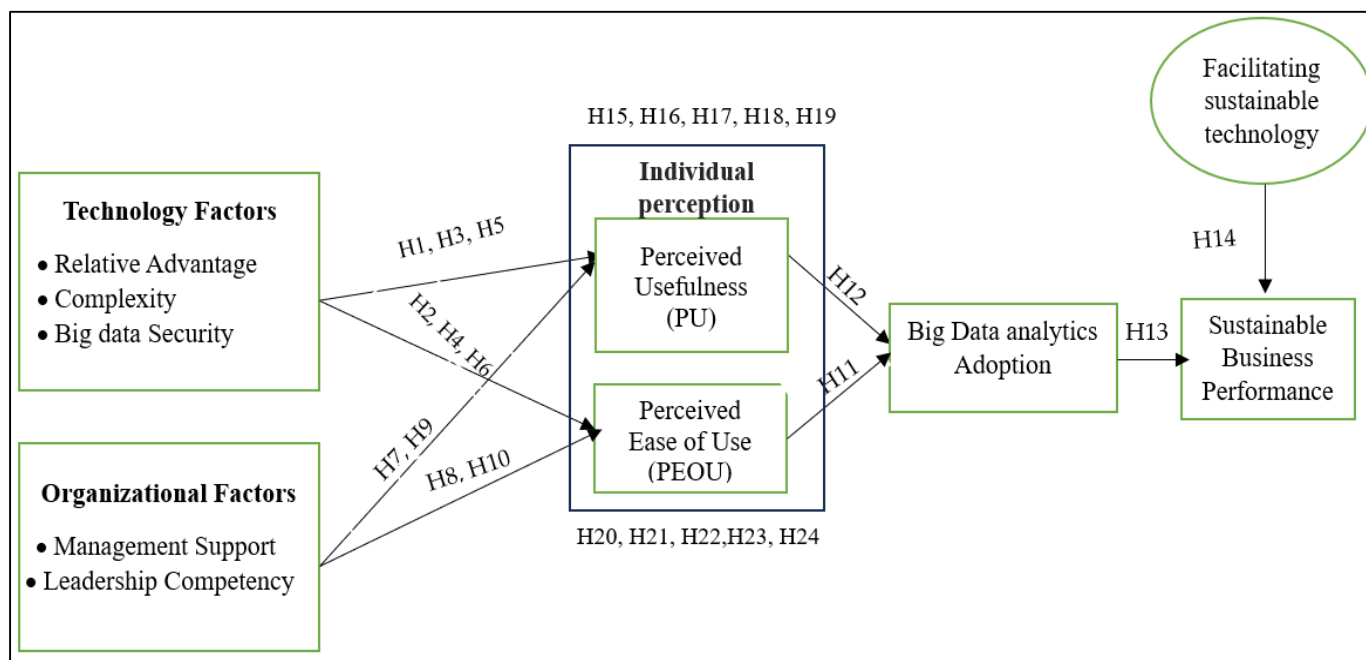 Facilitating
sustainable
technology
H15, H16, H17, H18, H19
Individual
perception
Technology Factors
• Relative Advantage
• Complexity
• Big data Security
H1, H3, H5
H2, H4, H6
Perceived
Usefulness
(PU)
H12
H14
Big Data analytics
Adoption
H13
Sustainable
Business
Performance
H11
Perceived
Ease of Use
(PEOU)
H7, H9
H8, H10
Organizational Factors
• Management Support
• Leadership Competency
H20, H21, H22,H23, H24